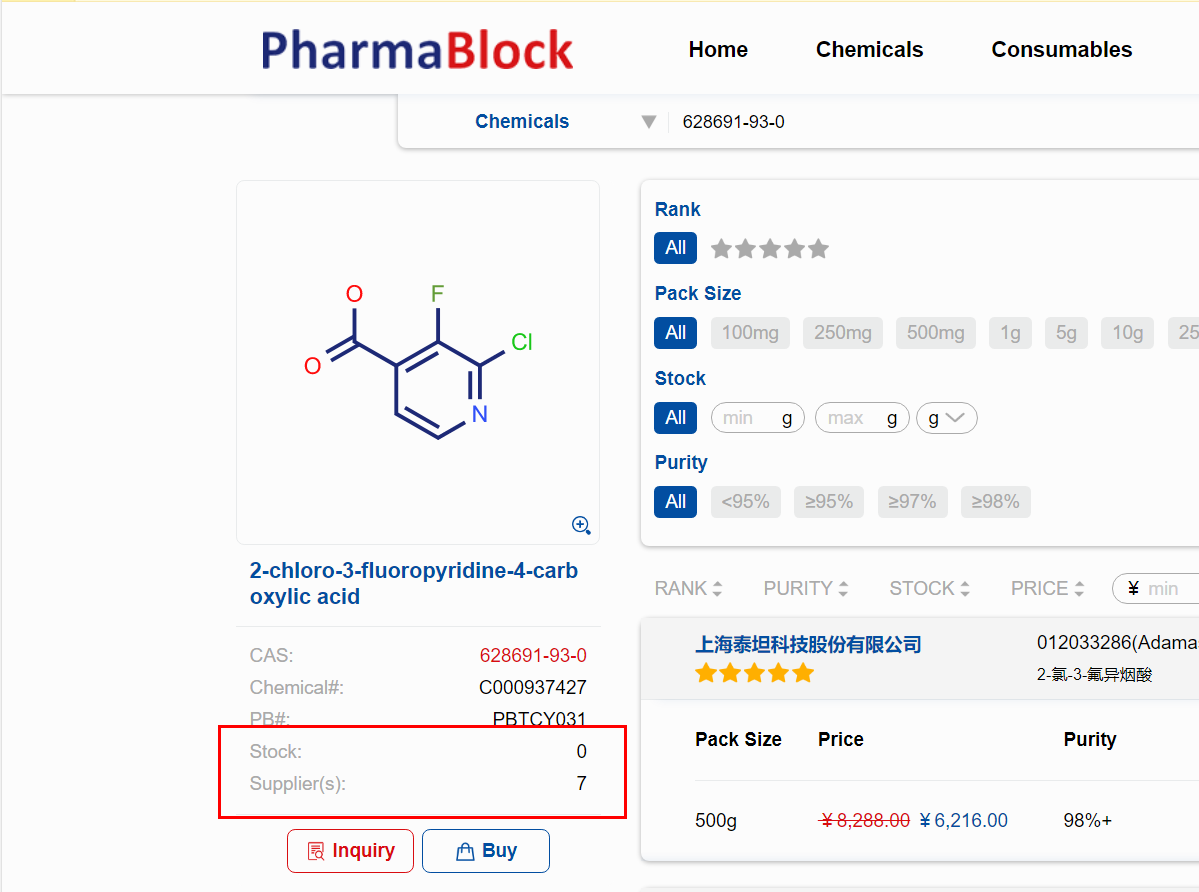 PharmaBlock
Home Chemicals Consumables
Chemicals 628691-93-0
O F Cl O N
2-chloro-3-fluoropyridine-4-carb
oxylic acid
CAS: 628691-93-0
Chemical#: C000937427
PB#: PBTCY031
Stock: 0
Supplier(s): 7
Inquiry Buy
Rank
All
Pack Size
All 100mg 250mg 500mg 1g 5g 10g 25
Stock
All min g max g g
Purity
All <95% ≥95% ≥97% ≥98%
RANK PURITY STOCK PRICE ¥ min
上海泰坦科技股份有限公司 012033286(Adamas
2-氯-3-氟异烟酸
Pack Size Price Purity
500g ¥8,288.00 ¥6,216.00 98%+